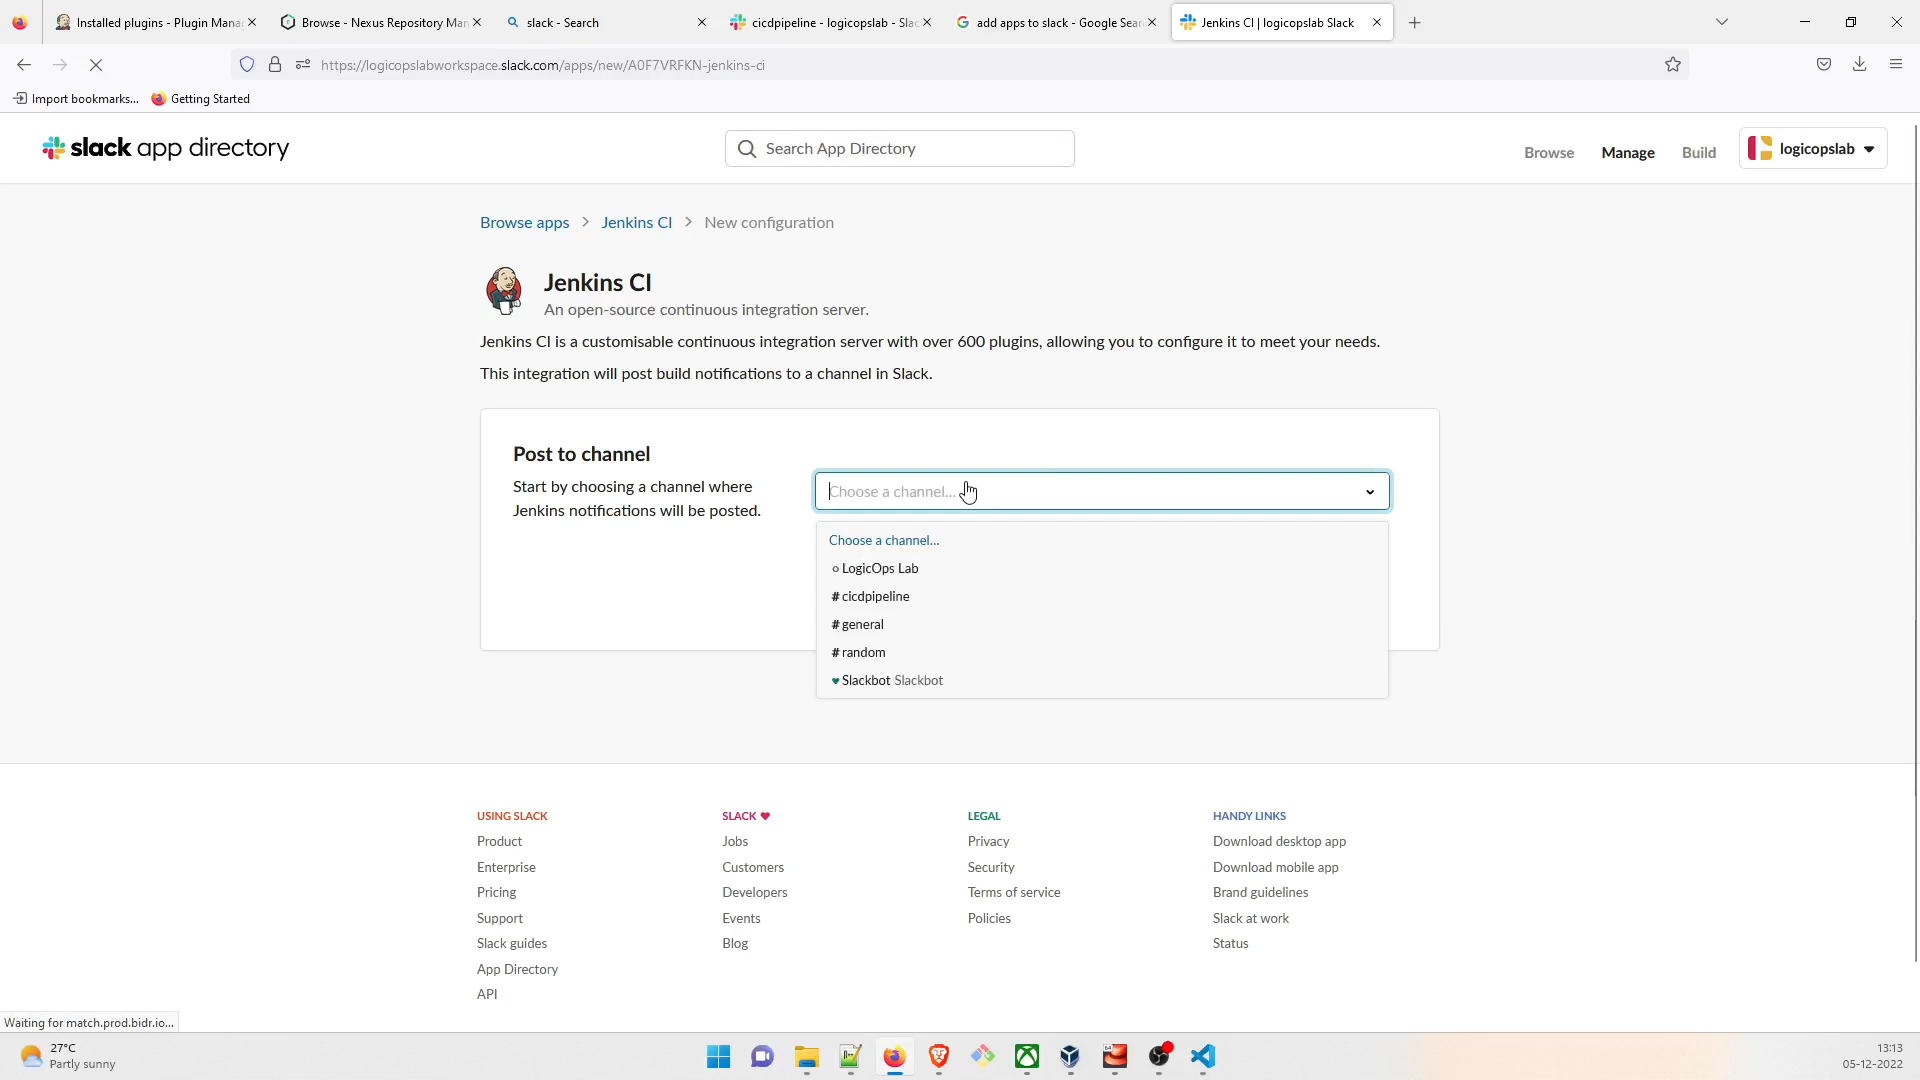 Installed plugins - Plugin Mana
Browse - Nexus Repository Man
slack - Search
cicdpipeline - logicopslab - Slac
add apps to slack - Google Sear
Jenkins CI | logicopslab Slack
https://logicopslabworkspace.slack.com/apps/new/A0F7VRFKN-jenkins-ci
Import bookmarks...
Getting Started
slack app directory
Search App Directory
Browse
Manage
Build
logicopslab
Browse apps > Jenkins CI > New configuration
Jenkins CI
An open-source continuous integration server.
Jenkins CI is a customisable continuous integration server with over 600 plugins, allowing you to configure it to meet your needs.
This integration will post build notifications to a channel in Slack.
Post to channel
Start by choosing a channel where
Jenkins notifications will be posted.
Choose a channel...
Choose a channel...
LogicOps Lab
# cicdpipeline
# general
# random
Slackbot Slackbot
USING SLACK
Product
Enterprise
Pricing
Support
Slack guides
App Directory
API
SLACK
Jobs
Customers
Developers
Events
Blog
LEGAL
Privacy
Security
Terms of service
Policies
HANDY LINKS
Download desktop app
Download mobile app
Brand guidelines
Slack at work
Status
Waiting for match.prod.bidr.io...
27°C
Partly sunny
13:13
05-12-2022